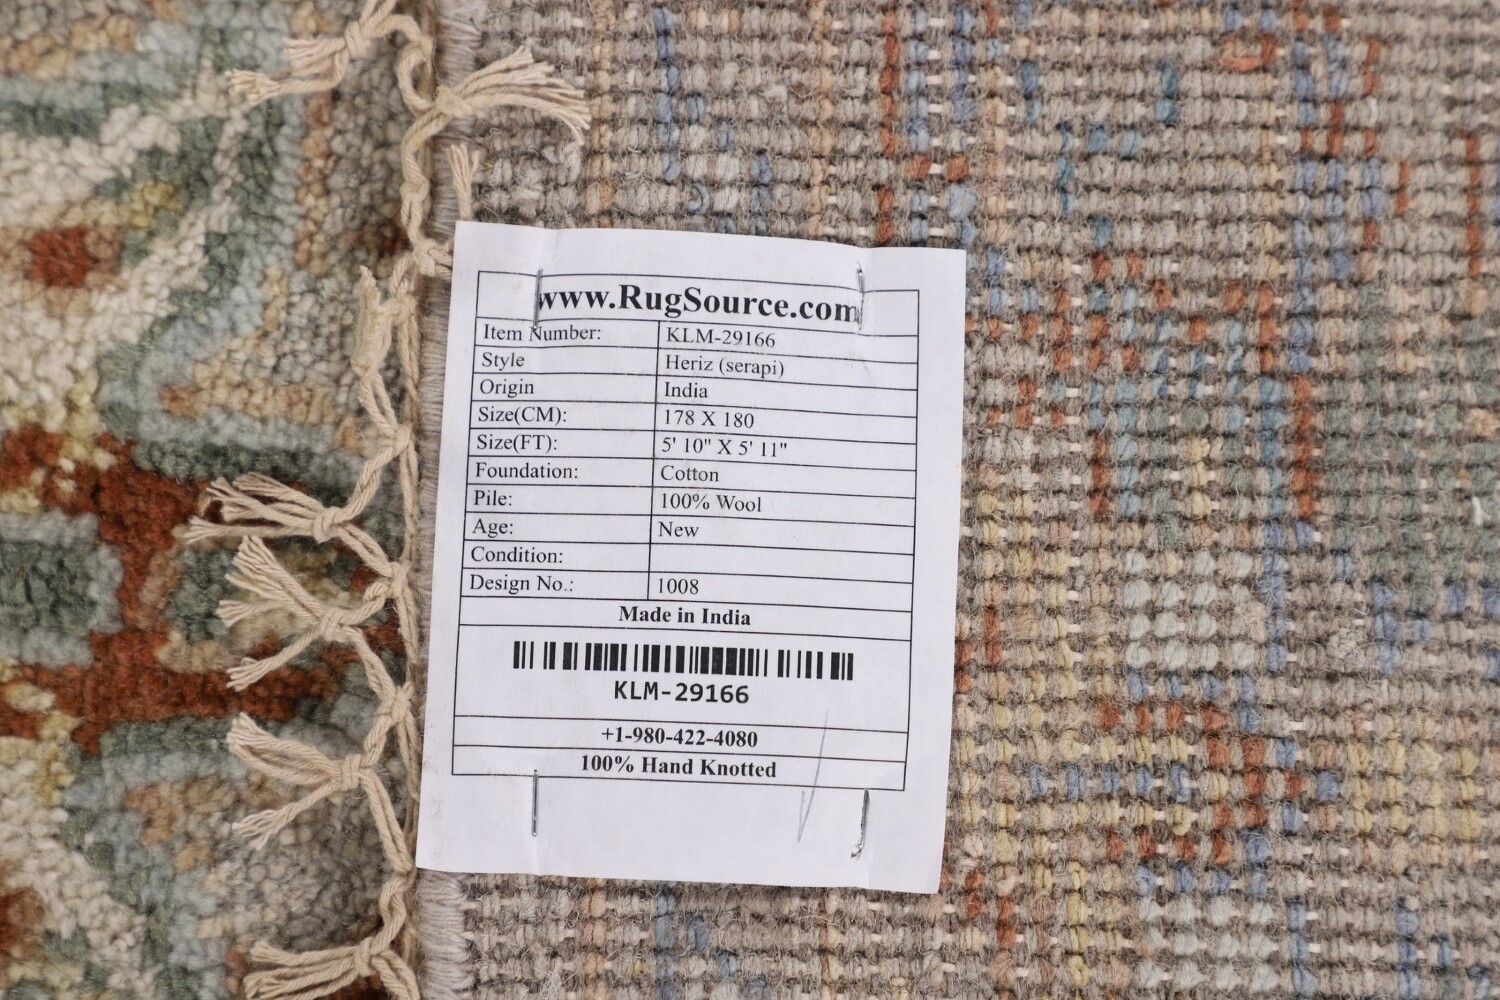 www.RugSource.com
Item Number: KLM-29166
Style Heriz (serapi)
Origin India
Size(CM): 178 X 180
Size(FT): 5' 10" X 5' 11"
Foundation: Cotton
Pile: 100% Wool
Age: New
Condition:
Design No.: 1008
Made in India
KLM-29166
+1-980-422-4080
100% Hand Knotted